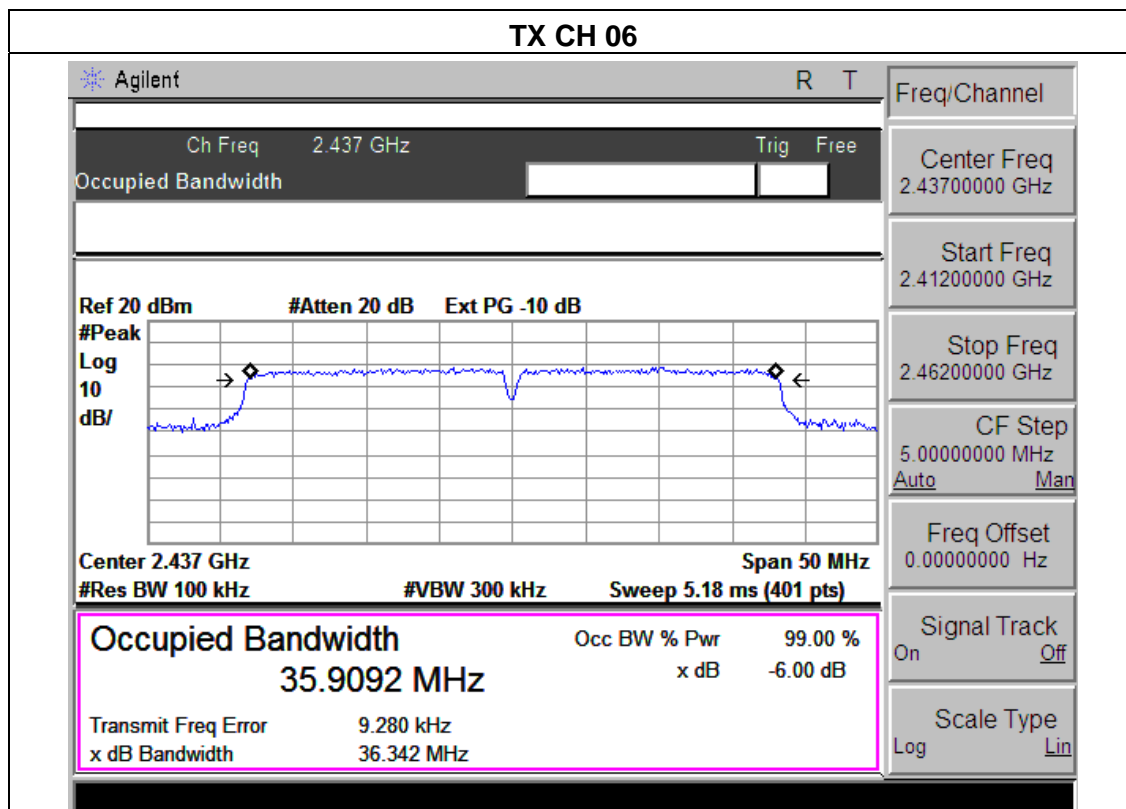 TX CH 06
Agilent R T
Freq/Channel
Ch Freq 2.437 GHz Trig Free
Occupied Bandwidth
Center Freq
2.43700000 GHz
Start Freq
2.41200000 GHz
Stop Freq
2.46200000 GHz
CF Step
5.00000000 MHz
Auto Man
Freq Offset
0.00000000 Hz
Signal Track
On Off
Scale Type
Log Lin
Ref 20 dBm #Atten 20 dB Ext PG -10 dB
#Peak
Log
10
dB/
Center 2.437 GHz Span 50 MHz
#Res BW 100 kHz #VBW 300 kHz Sweep 5.18 ms (401 pts)
Occupied Bandwidth Occ BW % Pwr 99.00 %
35.9092 MHz x dB -6.00 dB
Transmit Freq Error 9.280 kHz
x dB Bandwidth 36.342 MHz